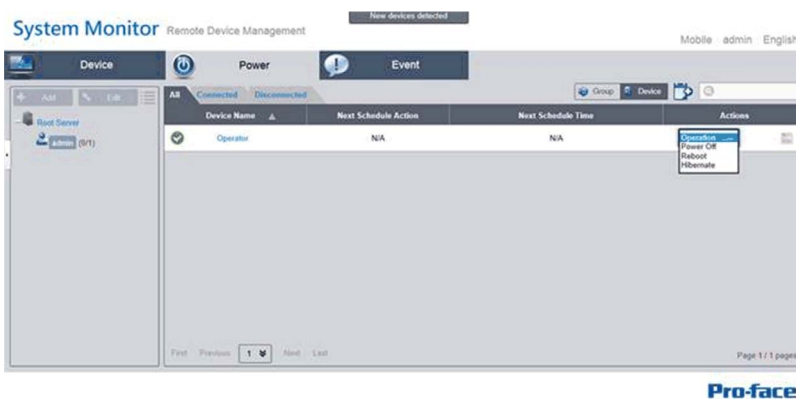 New devices detected
System Monitor Remote Device Management
Mobile admin English
Device Power Event
Add Edit
All Connected Disconnected
Group Device
Root Server
admin (0/1)
Device Name Next Schedule Action Next Schedule Time Actions
Operator N/A N/A Operation ...
Power Off
Reboot
Hibernate
First Previous 1 Next Last
Page 1 / 1 pages
Pro-face